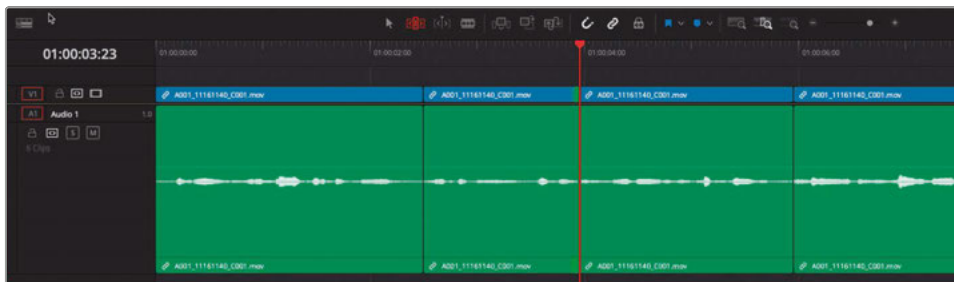 01:00:03:23
01:00:00:00 01:00:02:00 01:00:04:00 01:00:06:00
V1 A001_11161140_C001.mov A001_11161140_C001.mov A001_11161140_C001.mov A001_11161140_C001.mov
A1 Audio 1 1.0
S M
6 Clips
A001_11161140_C001.mov A001_11161140_C001.mov A001_11161140_C001.mov A001_11161140_C001.mov